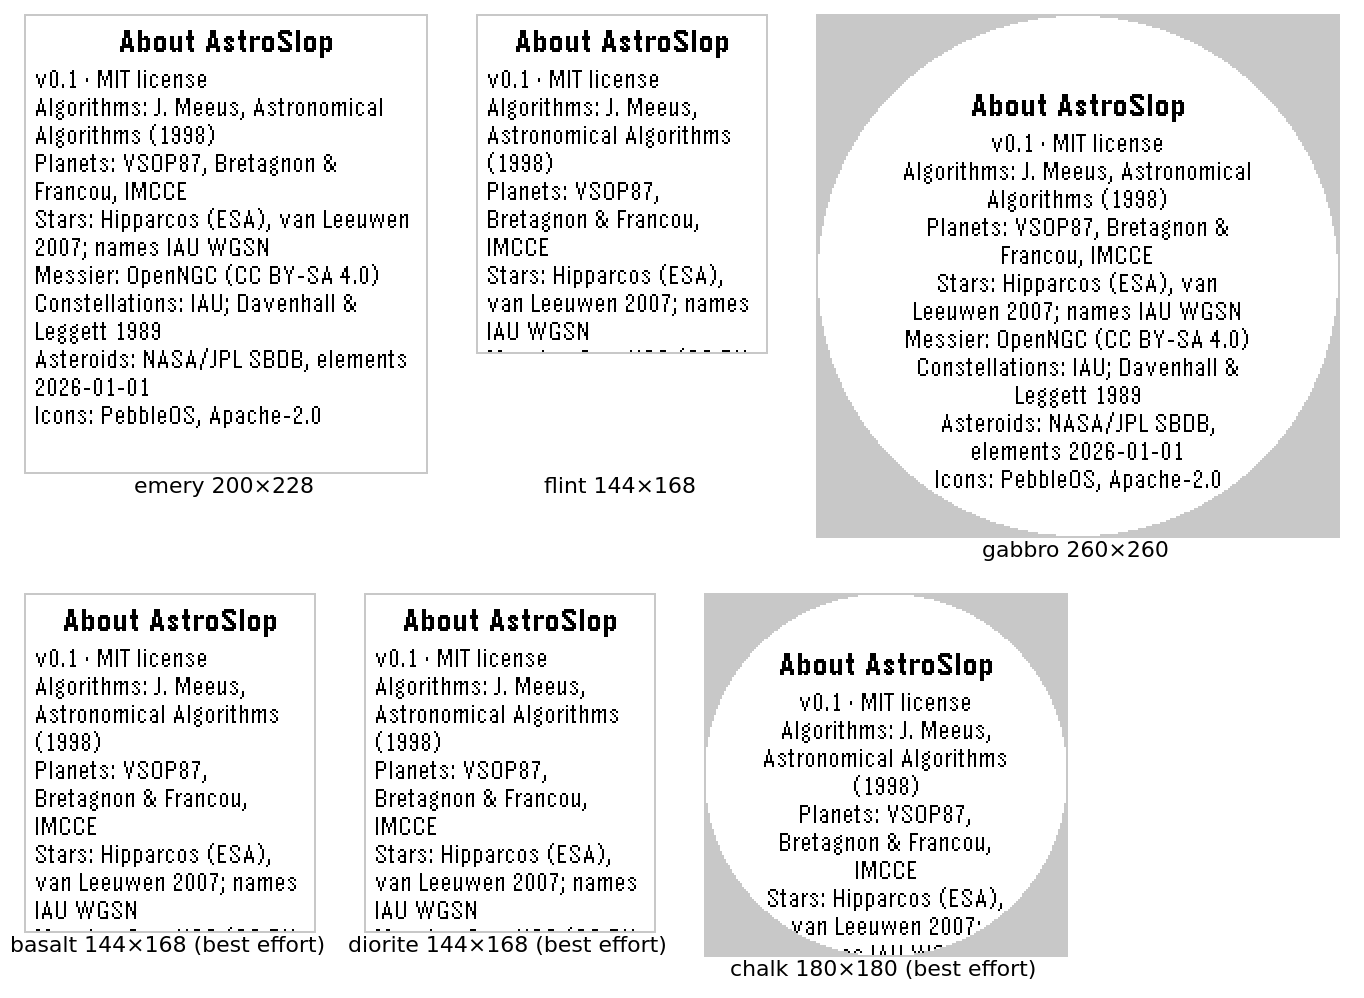 About AstroSlop
v0.1 · MIT license
Algorithms: J. Meeus, Astronomical
Algorithms (1998)
Planets: VSOP87, Bretagnon &
Francou, IMCCE
Stars: Hipparcos (ESA), van Leeuwen
2007; names IAU WGSN
Messier: OpenNGC (CC BY-SA 4.0)
Constellations: IAU; Davenhall &
Leggett 1989
Asteroids: NASA/JPL SBDB, elements
2026-01-01
Icons: PebbleOS, Apache-2.0
emery 200×228
About AstroSlop
v0.1 · MIT license
Algorithms: J. Meeus,
Astronomical Algorithms
(1998)
Planets: VSOP87,
Bretagnon & Francou,
IMCCE
Stars: Hipparcos (ESA),
van Leeuwen 2007; names
IAU WGSN
flint 144×168
About AstroSlop
v0.1 · MIT license
Algorithms: J. Meeus, Astronomical
Algorithms (1998)
Planets: VSOP87, Bretagnon &
Francou, IMCCE
Stars: Hipparcos (ESA), van
Leeuwen 2007; names IAU WGSN
Messier: OpenNGC (CC BY-SA 4.0)
Constellations: IAU; Davenhall &
Leggett 1989
Asteroids: NASA/JPL SBDB,
elements 2026-01-01
Icons: PebbleOS, Apache-2.0
gabbro 260×260
About AstroSlop
v0.1 · MIT license
Algorithms: J. Meeus,
Astronomical Algorithms
(1998)
Planets: VSOP87,
Bretagnon & Francou,
IMCCE
Stars: Hipparcos (ESA),
van Leeuwen 2007; names
IAU WGSN
basalt 144×168 (best effort)
About AstroSlop
v0.1 · MIT license
Algorithms: J. Meeus,
Astronomical Algorithms
(1998)
Planets: VSOP87,
Bretagnon & Francou,
IMCCE
Stars: Hipparcos (ESA),
van Leeuwen 2007; names
IAU WGSN
diorite 144×168 (best effort)
About AstroSlop
v0.1 · MIT license
Algorithms: J. Meeus,
Astronomical Algorithms
(1998)
Planets: VSOP87,
Bretagnon & Francou,
IMCCE
Stars: Hipparcos (ESA),
van Leeuwen 2007;
IAU
chalk 180×180 (best effort)